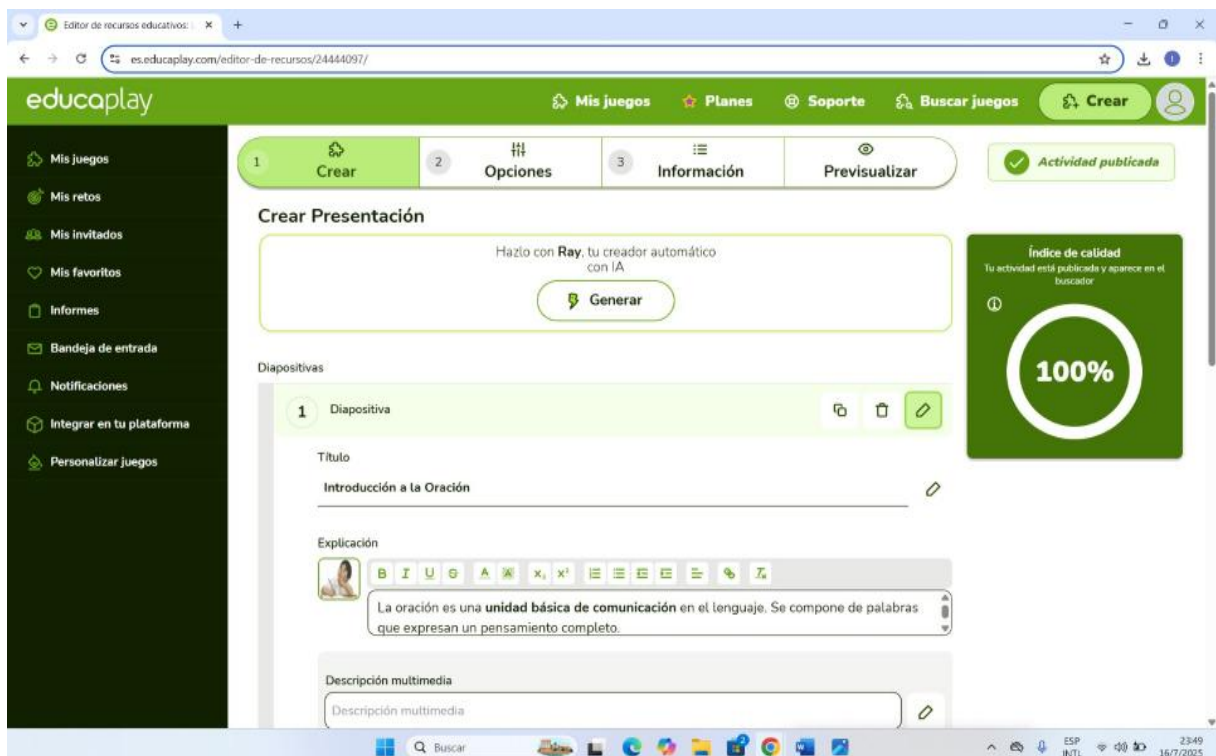 Editor de recursos educativos:
es.educaplay.com/editor-de-recursos/24444097/
educaplay
Mis juegos
Planes
Soporte
Buscar juegos
Crear
Mis juegos
Mis retos
Mis invitados
Mis favoritos
Informes
Bandeja de entrada
Notificaciones
Integrar en tu plataforma
Personalizar juegos
1 Crear
2 Opciones
3 Información
Previsualizar
Actividad publicada
Crear Presentación
Hazlo con Ray, tu creador automático
con IA
Generar
Índice de calidad
Tu actividad está publicada y aparece en el
buscador
100%
Diapositivas
1 Diapositiva
Título
Introducción a la Oración
Explicación
B I U S A A x₁ x² Tx
La oración es una unidad básica de comunicación en el lenguaje. Se compone de palabras
que expresan un pensamiento completo.
Descripción multimedia
Descripción multimedia
Buscar
ESP
INTL
23:49
16/7/2025